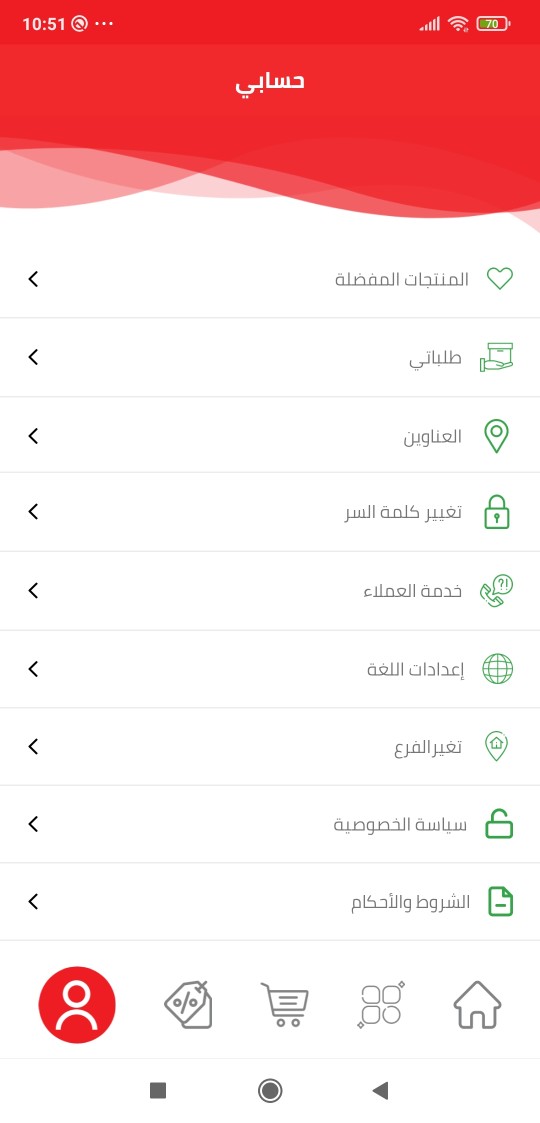 10:51
70
حسابي
المنتجات المفضلة
طلباتي
العناوين
تغيير كلمة السر
خدمة العملاء
?!
إعدادات اللغة
تغيرالفرع
سياسة الخصوصية
الشروط والأحكام
%